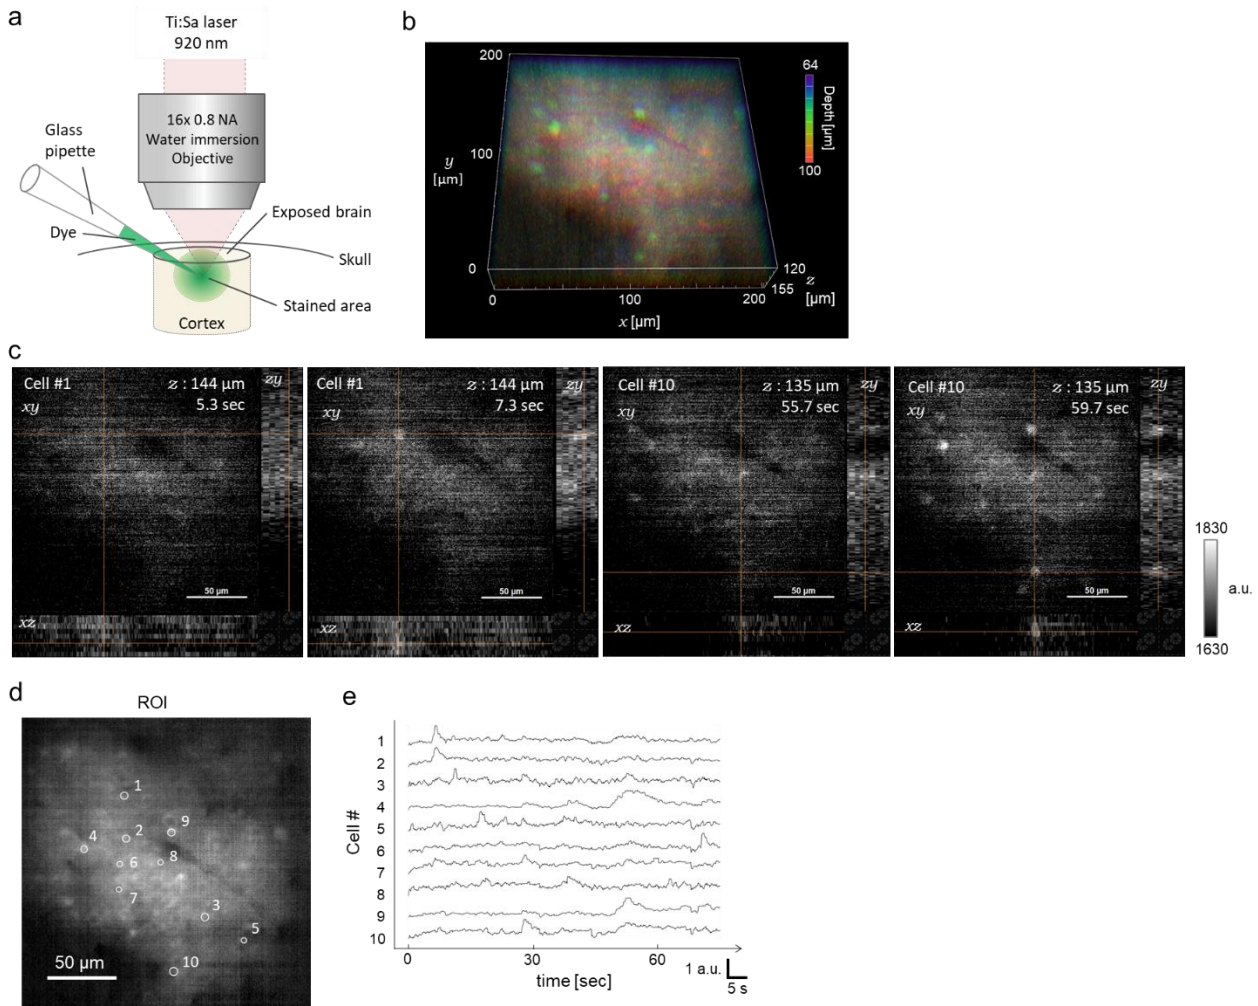 a
Ti:Sa laser
920 nm
16x 0.8 NA
Water immersion
Objective
Glass
pipette
Dye
Exposed brain
Skull
Stained area
Cortex
b
200
y
[µm]
100
0
0
100
200
x [µm]
120
z
155
[µm]
64
Depth [µm]
100
c
Cell #1
z : 144 µm
5.3 sec
xy
zy
50 µm
xz
Cell #1
z : 144 µm
7.3 sec
xy
zy
50 µm
xz
Cell #10
z : 135 µm
55.7 sec
xy
zy
50 µm
xz
Cell #10
z : 135 µm
59.7 sec
xy
zy
50 µm
xz
1830
a.u.
1630
d
ROI
1
9
4
2
6
8
7
3
5
10
50 µm
e
Cell #
1
2
3
4
5
6
7
8
9
10
0
30
60
time [sec]
1 a.u.
5 s